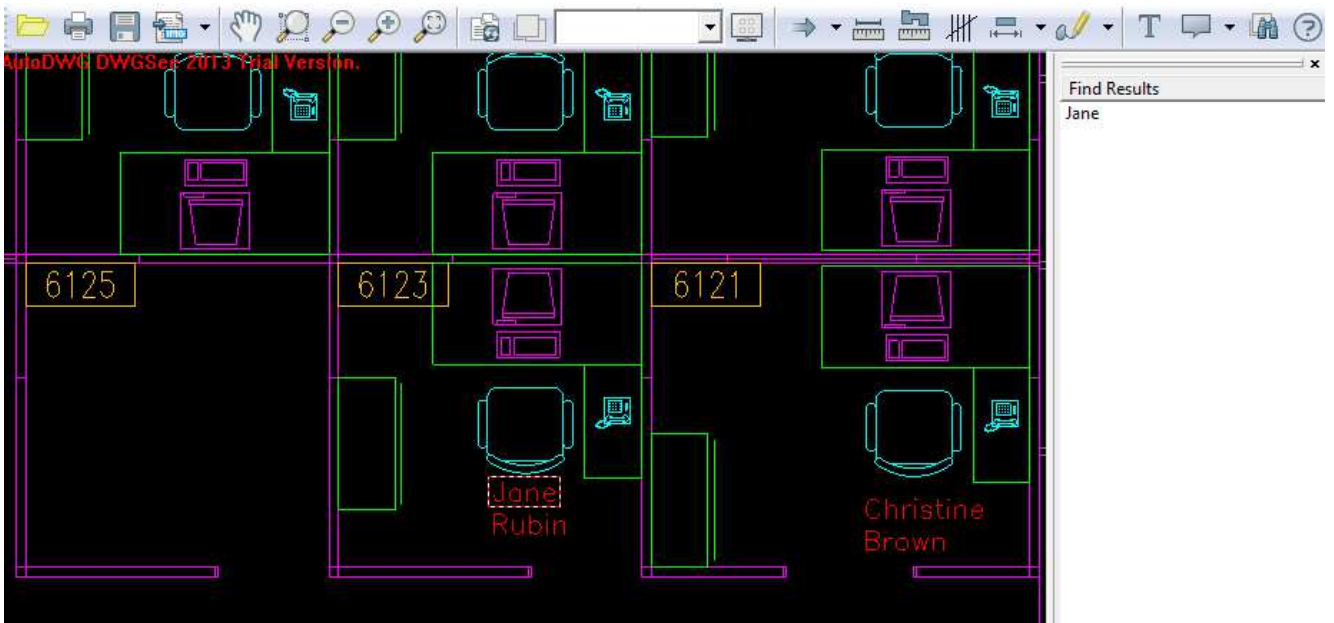 AutoDWG DWGSee 2013 Trial Version.
Find Results
Jane
6125
6123
6121
Jane
Rubin
Christine
Brown